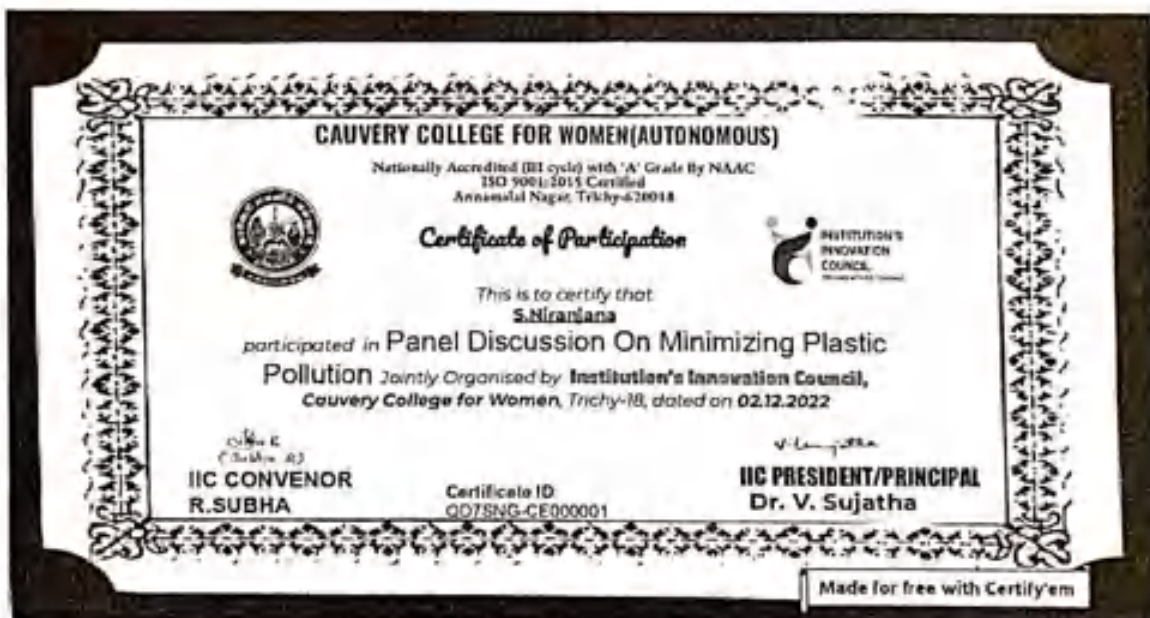 CAUVERY COLLEGE FOR WOMEN(AUTONOMOUS)
Nationally Accredited (III cycle) with 'A' Grade By NAAC
ISO 9001:2015 Certified
Annamalai Nagar, Trichy-620018
Certificate of Participation
INSTITUTION'S
INNOVATION
COUNCIL
This is to certify that
S.Niranjana
participated in Panel Discussion On Minimizing Plastic
Pollution Jointly Organised by Institution's Innovation Council,
Cauvery College for Women, Trichy-18, dated on 02.12.2022
IIC CONVENOR
R.SUBHA
Certificate ID
IIC PRESIDENT/PRINCIPAL
Dr. V. Sujatha
Made for free with Certify'em